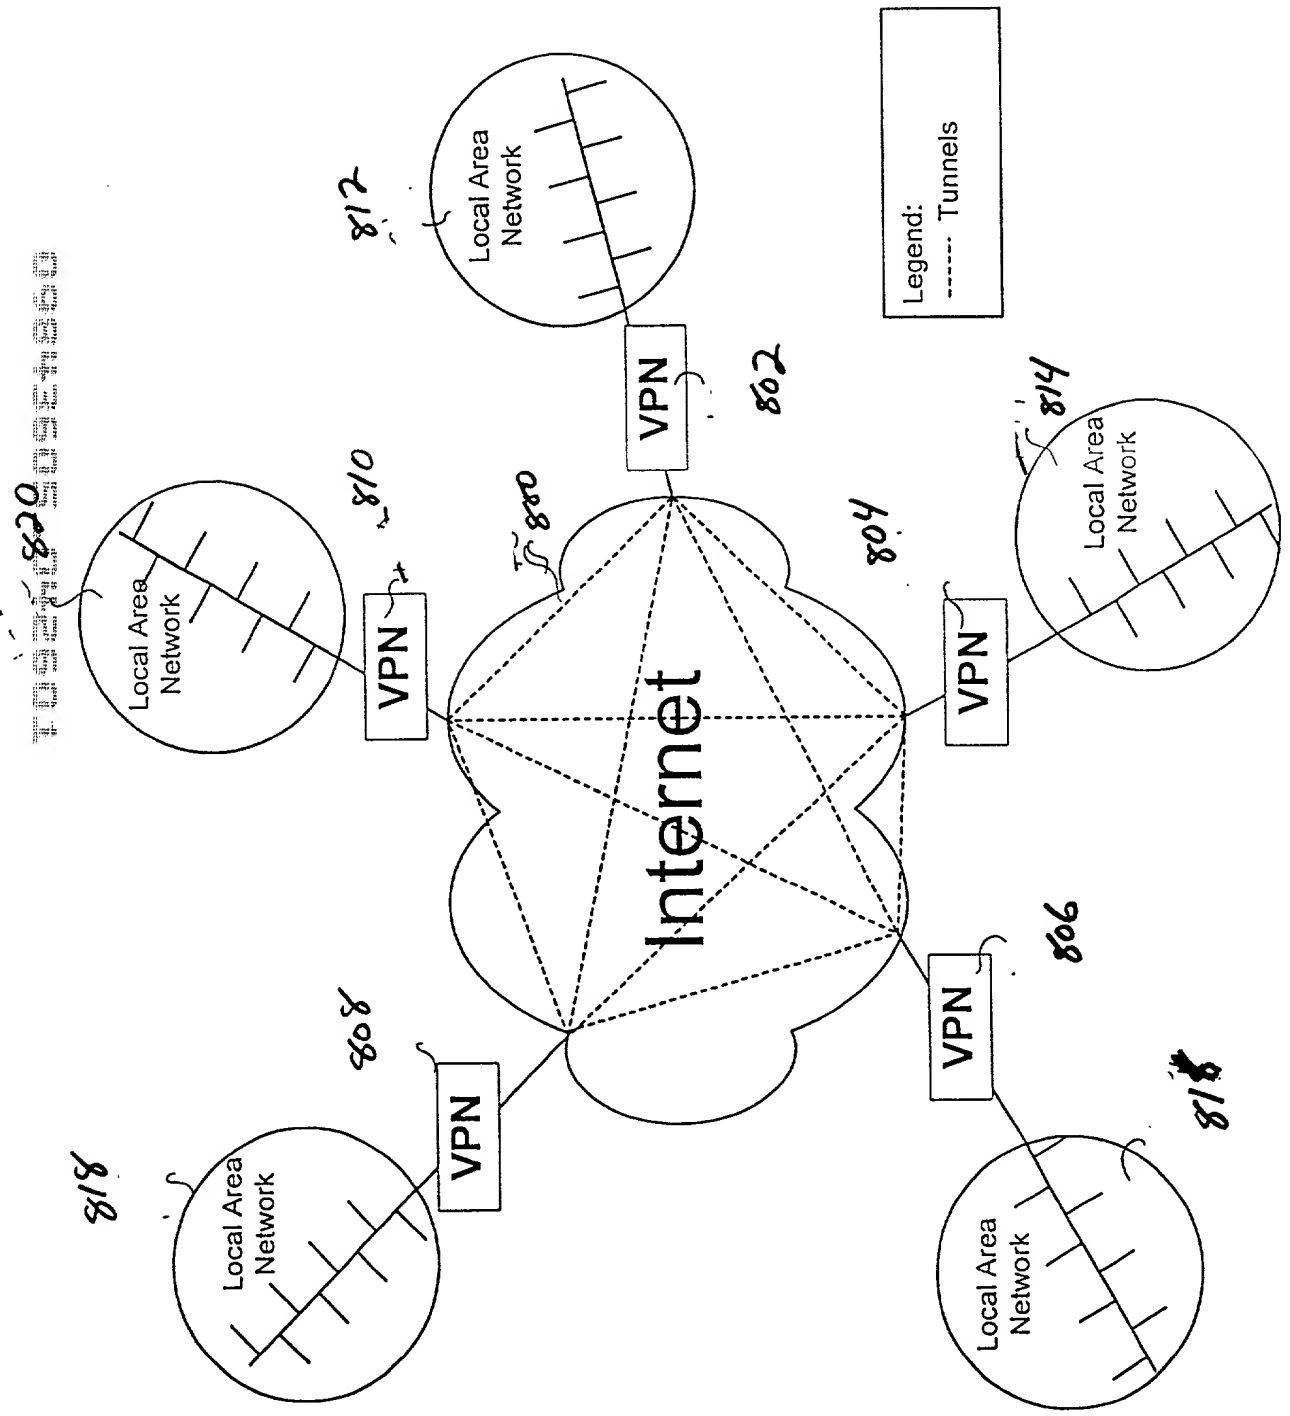 820
818
Local Area
Network
Local Area
Network
812
810
808
VPN
VPN
Local Area
Network
800
VPN
Internet
802
804
Legend:
------ Tunnels
VPN
VPN
Local Area
Network
814
806
Local Area
Network